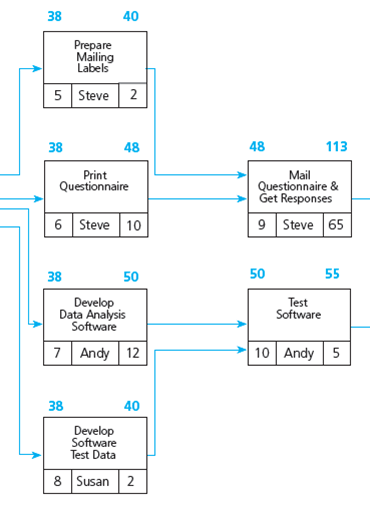 38 40
Prepare
Mailing
Labels
5 Steve 2
38 48
Print
Questionnaire
6 Steve 10
48 113
Mail
Questionnaire &
Get Responses
9 Steve 65
38 50
Develop
Data Analysis
Software
7 Andy 12
50 55
Test
Software
10 Andy 5
38 40
Develop
Software
Test Data
8 Susan 2